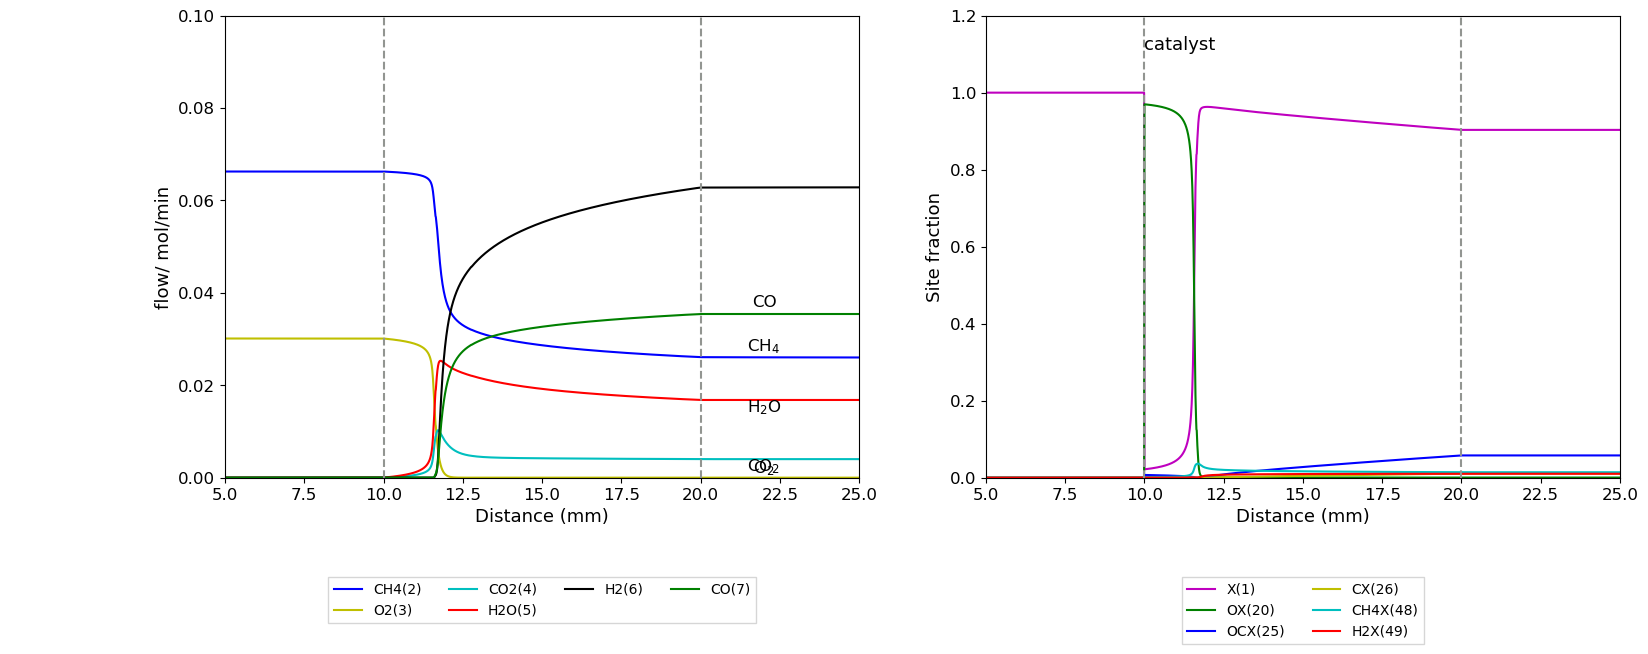 0.10
0.08
0.06
0.04
0.02
0.00
flow/ mol/min
CO
CH4
H2O
CO2
O2
5.0 7.5 10.0 12.5 15.0 17.5 20.0 22.5 25.0
Distance (mm)
CH4(2) CO2(4) H2(6) CO(7)
O2(3) H2O(5)
1.2
1.0
0.8
0.6
0.4
0.2
0.0
Site fraction
catalyst
5.0 7.5 10.0 12.5 15.0 17.5 20.0 22.5 25.0
Distance (mm)
X(1) CX(26)
OX(20) CH4X(48)
OCX(25) H2X(49)